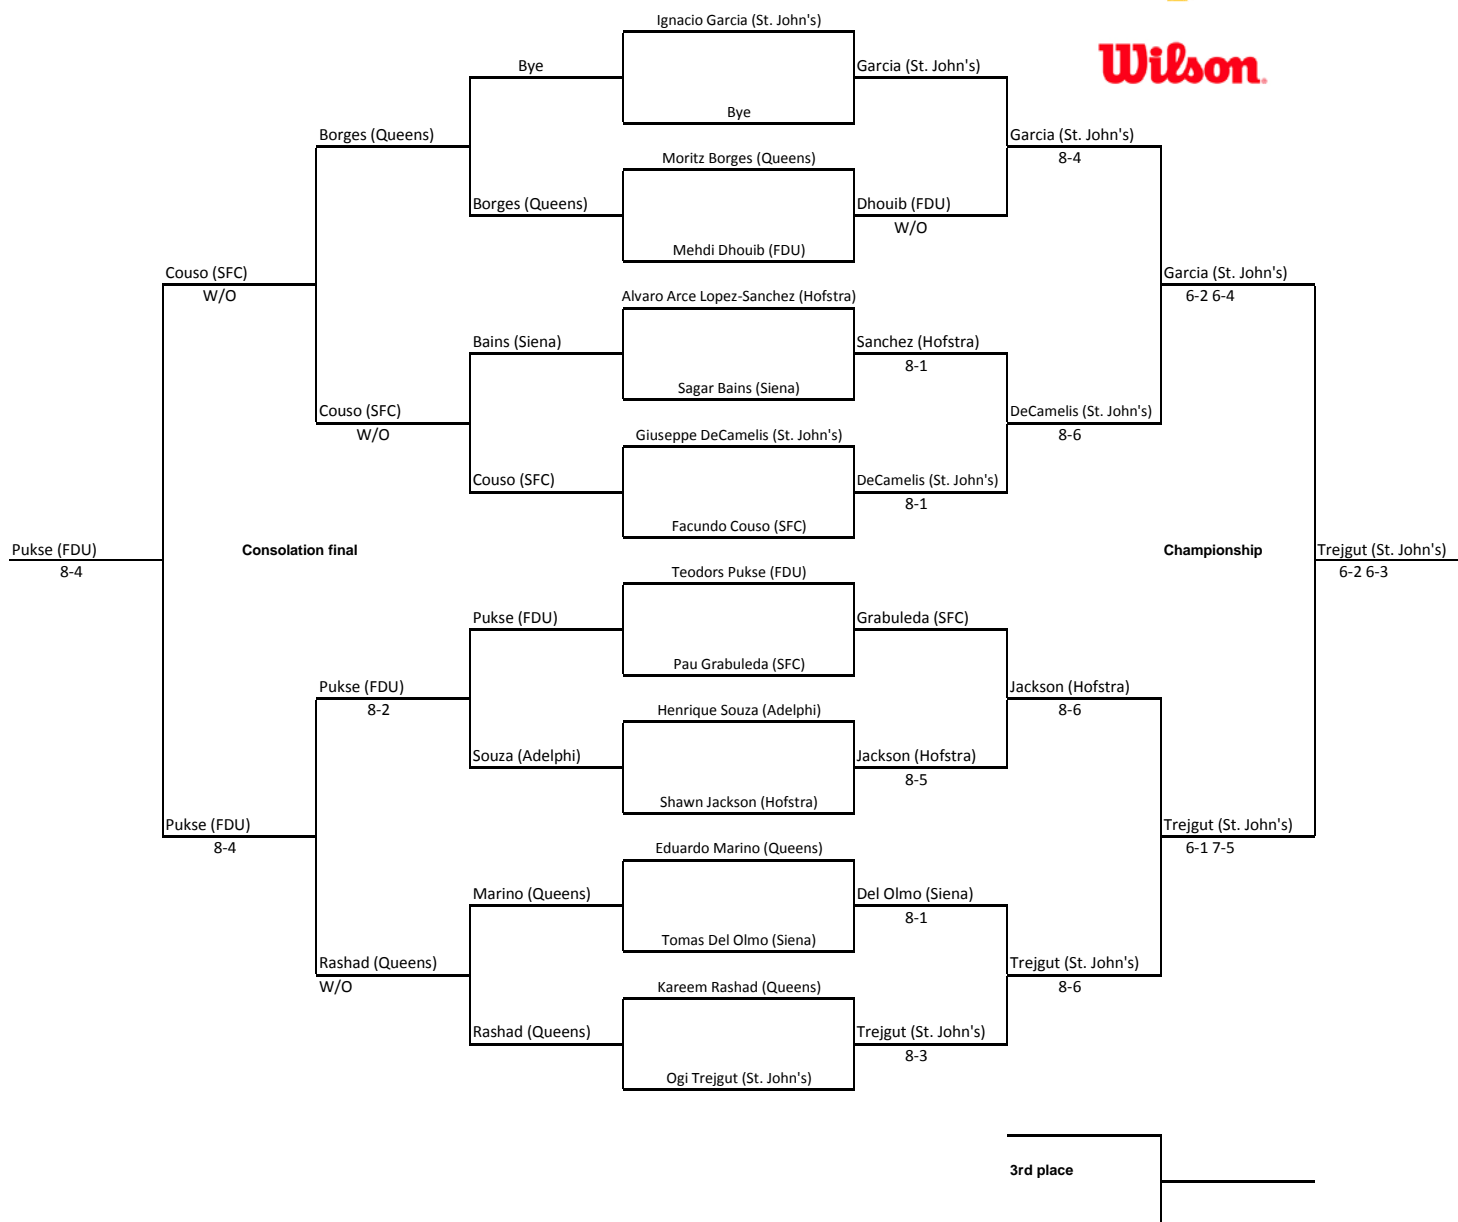 Ignacio Garcia (St. John's)
Wilson.
Bye
Garcia (St. John's)
Bye
Borges (Queens)
Garcia (St. John's)
8-4
Moritz Borges (Queens)
Borges (Queens)
Dhouib (FDU)
W/O
Mehdi Dhouib (FDU)
Couso (SFC)
W/O
Garcia (St. John's)
6-2 6-4
Alvaro Arce Lopez-Sanchez (Hofstra)
Bains (Siena)
Sanchez (Hofstra)
8-1
Sagar Bains (Siena)
Couso (SFC)
W/O
DeCamelis (St. John's)
8-6
Giuseppe DeCamelis (St. John's)
Couso (SFC)
DeCamelis (St. John's)
8-1
Facundo Couso (SFC)
Pukse (FDU)
8-4
Consolation final
Championship
Trejgut (St. John's)
6-2 6-3
Teodors Pukse (FDU)
Pukse (FDU)
Grabuleda (SFC)
Pau Grabuleda (SFC)
Pukse (FDU)
8-2
Jackson (Hofstra)
8-6
Henrique Souza (Adelphi)
Souza (Adelphi)
Jackson (Hofstra)
8-5
Shawn Jackson (Hofstra)
Pukse (FDU)
8-4
Trejgut (St. John's)
6-1 7-5
Eduardo Marino (Queens)
Marino (Queens)
Del Olmo (Siena)
8-1
Tomas Del Olmo (Siena)
Rashad (Queens)
W/O
Trejgut (St. John's)
8-6
Kareem Rashad (Queens)
Rashad (Queens)
Trejgut (St. John's)
8-3
Ogi Trejgut (St. John's)
3rd place